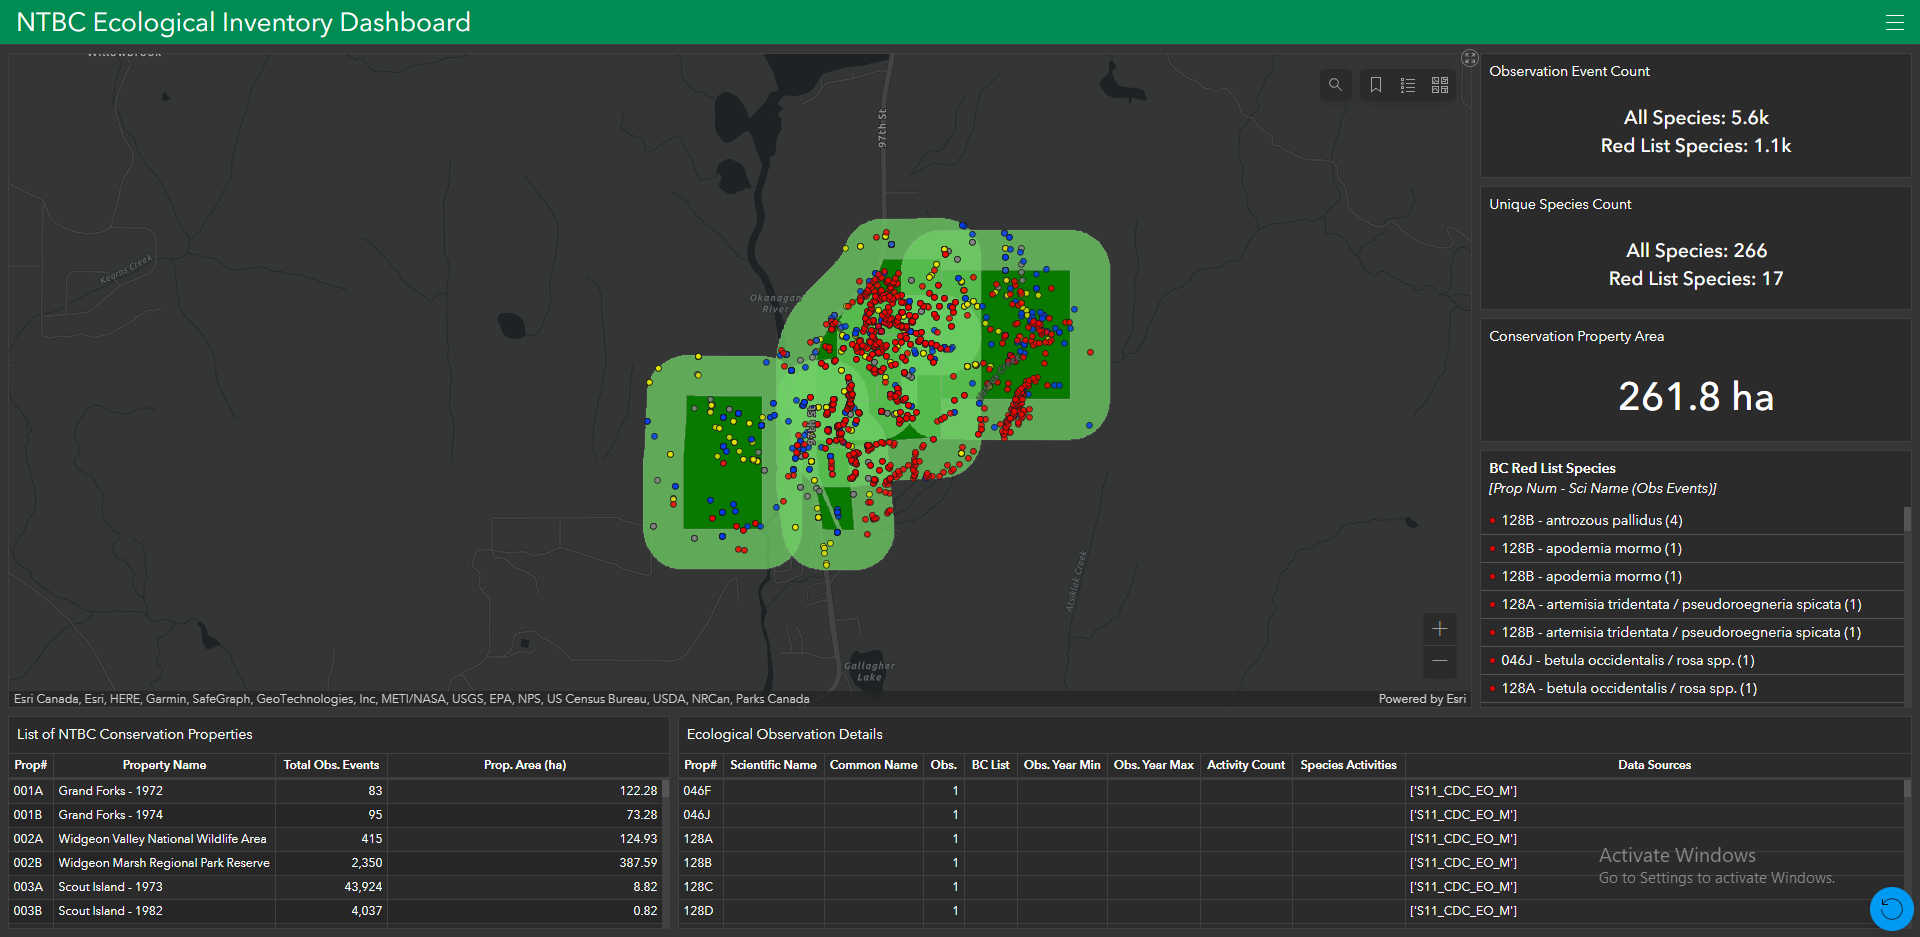 NTBC Ecological Inventory Dashboard
97th St
Kearns Creek
Okanagan
River
97th St
Atsiklak Creek
Gallagher
Lake
Esri Canada, Esri, HERE, Garmin, SafeGraph, GeoTechnologies, Inc, METI/NASA, USGS, EPA, NPS, US Census Bureau, USDA, NRCan, Parks Canada
Powered by Esri
Observation Event Count
All Species: 5.6k
Red List Species: 1.1k
Unique Species Count
All Species: 266
Red List Species: 17
Conservation Property Area
261.8 ha
BC Red List Species
[Prop Num - Sci Name (Obs Events)]
128B - antrozous pallidus (4)
128B - apodemia mormo (1)
128B - apodemia mormo (1)
128A - artemisia tridentata / pseudoroegneria spicata (1)
128B - artemisia tridentata / pseudoroegneria spicata (1)
046J - betula occidentalis / rosa spp. (1)
128A - betula occidentalis / rosa spp. (1)
List of NTBC Conservation Properties
Prop# Property Name Total Obs. Events Prop. Area (ha)
001A Grand Forks - 1972 83 122.28
001B Grand Forks - 1974 95 73.28
002A Widgeon Valley National Wildlife Area 415 124.93
002B Widgeon Marsh Regional Park Reserve 2,350 387.59
003A Scout Island - 1973 43,924 8.82
003B Scout Island - 1982 4,037 0.82
Ecological Observation Details
Prop# Scientific Name Common Name Obs. BC List Obs. Year Min Obs. Year Max Activity Count Species Activities Data Sources
046F 1 ['S11_CDC_EO_M']
046J 1 ['S11_CDC_EO_M']
128A 1 ['S11_CDC_EO_M']
128B 1 ['S11_CDC_EO_M']
128C 1 ['S11_CDC_EO_M']
128D 1 ['S11_CDC_EO_M']
Activate Windows
Go to Settings to activate Windows.